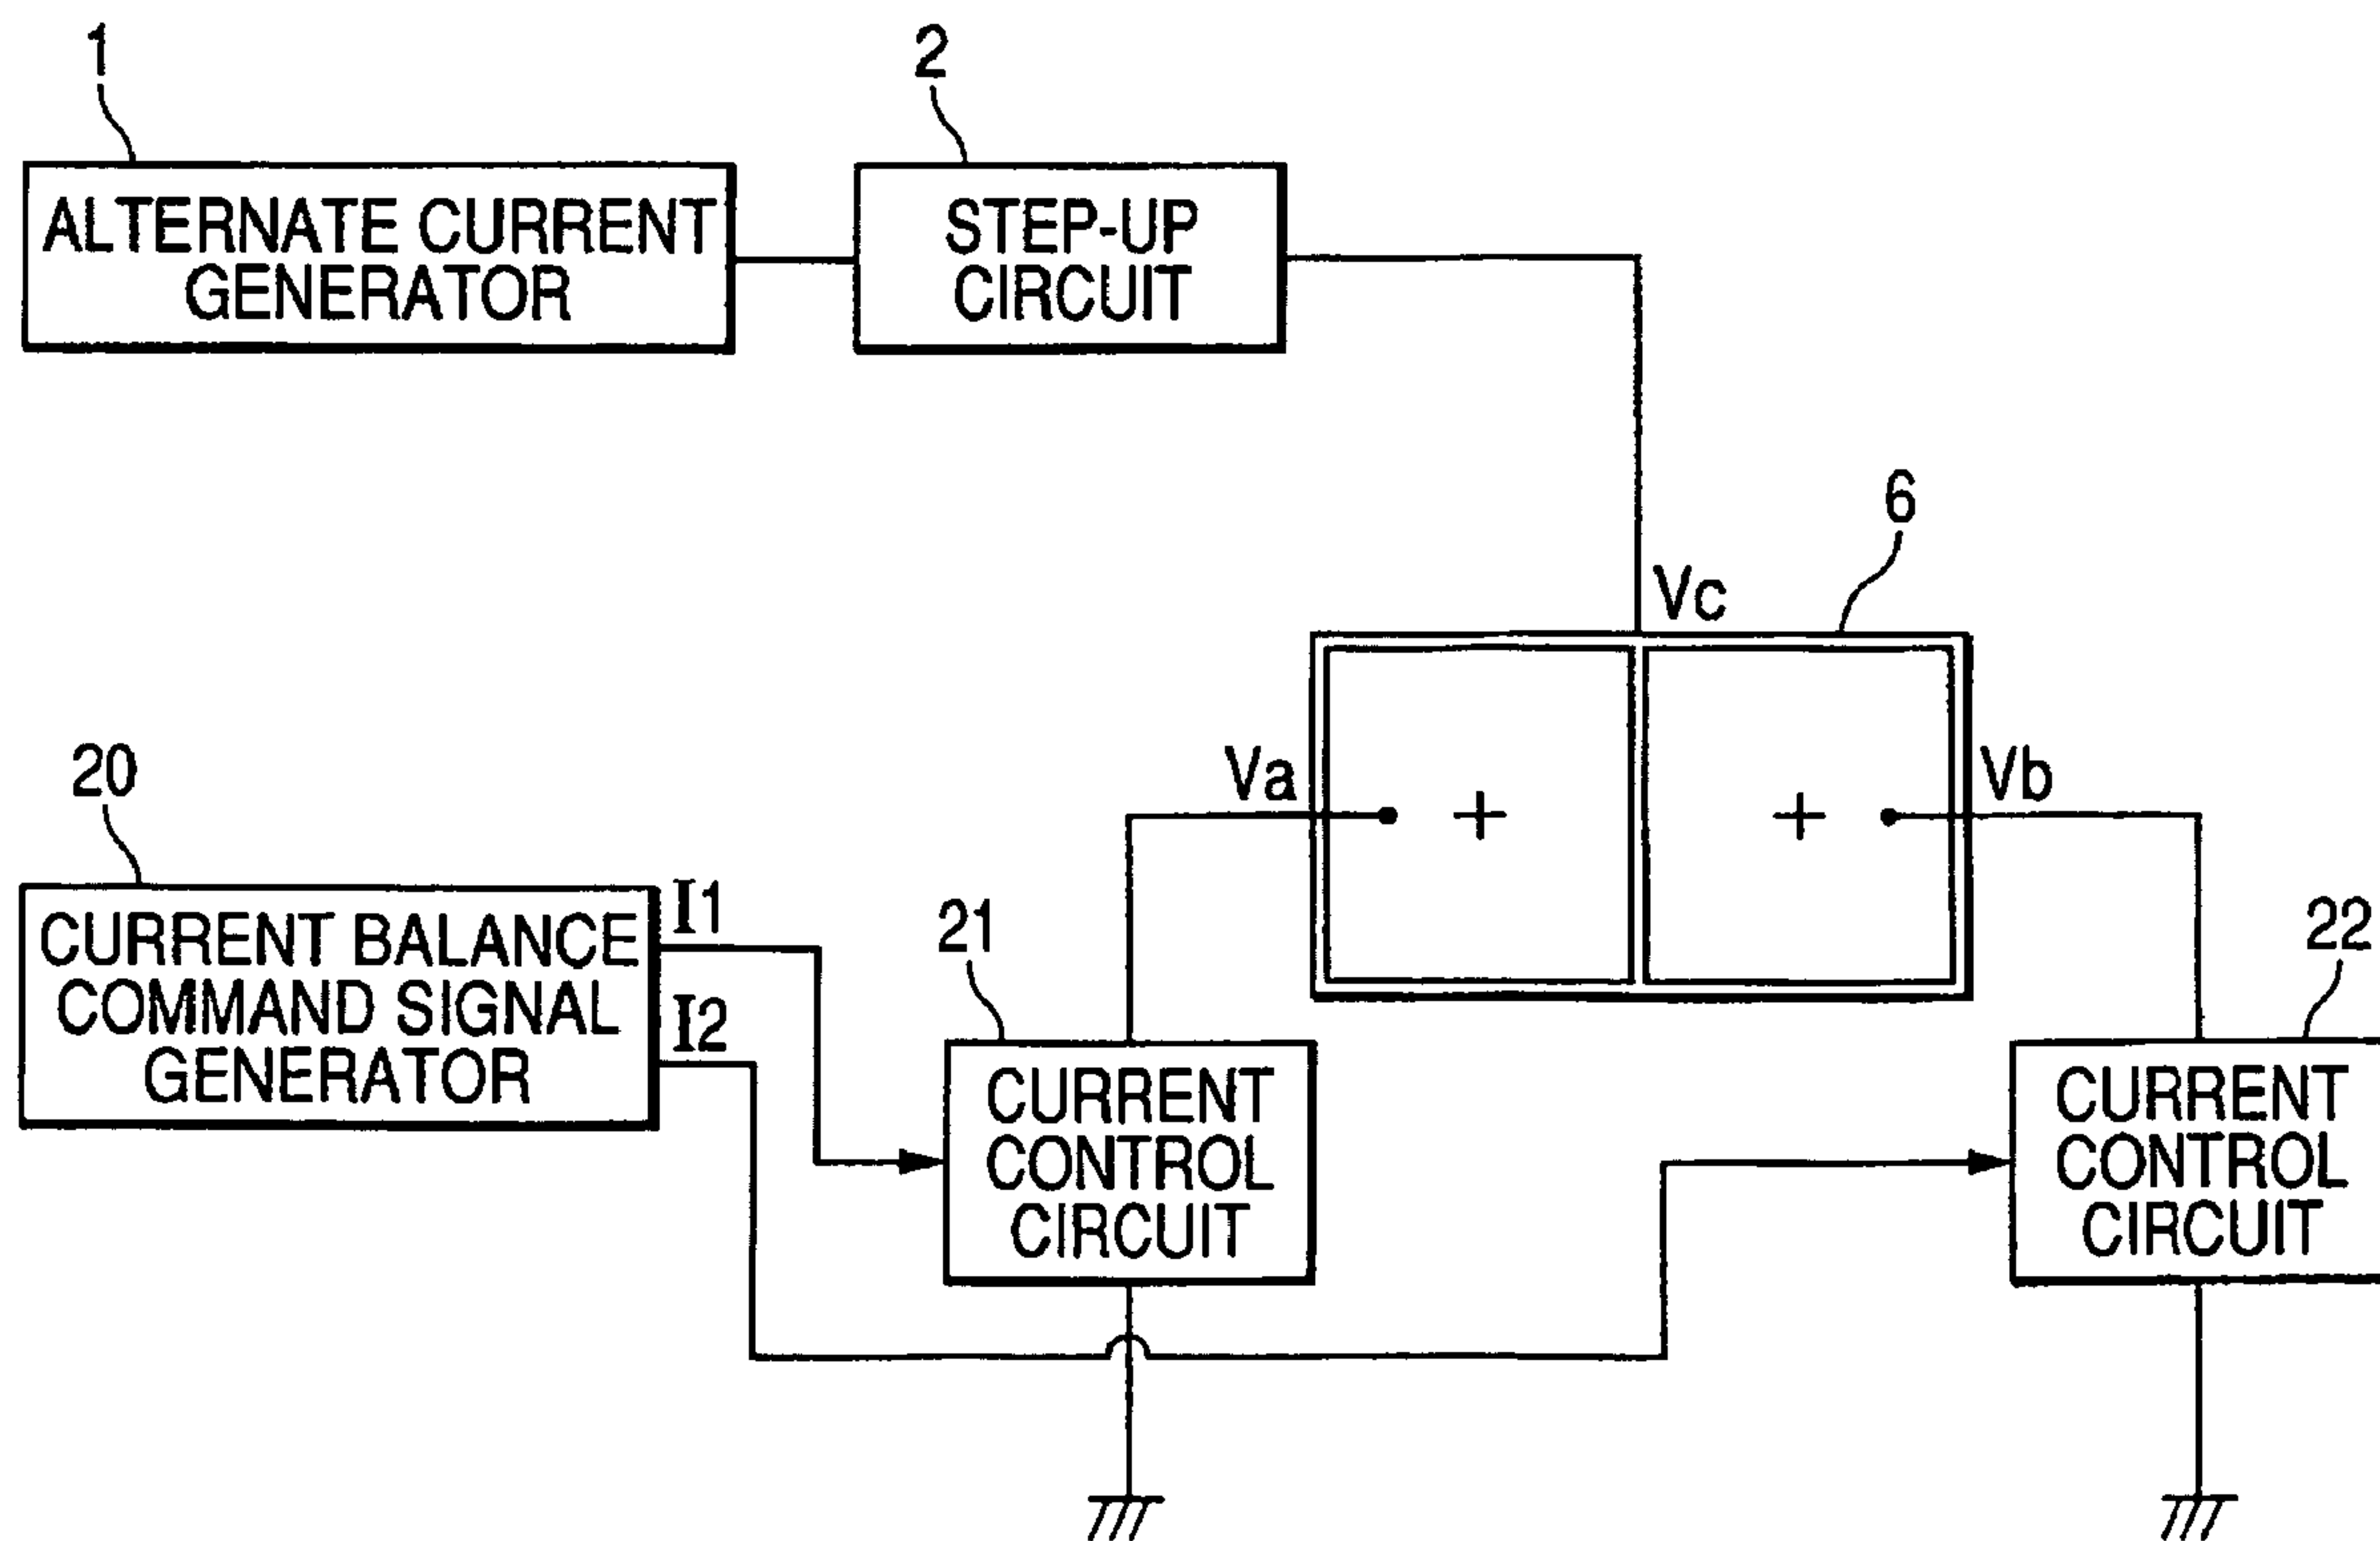 1
2
ALTERNATE CURRENT
GENERATOR
STEP-UP
CIRCUIT
6
Vc
Va
Vb
20
CURRENT BALANCE
COMMAND SIGNAL
GENERATOR
I1
I2
21
CURRENT
CONTROL
CIRCUIT
22
CURRENT
CONTROL
CIRCUIT